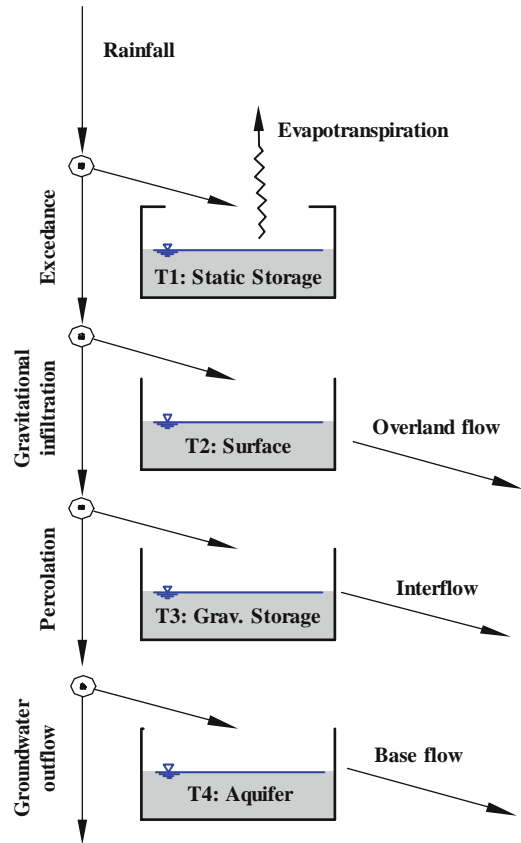 Rainfall
Evapotranspiration
Excedance
T1: Static Storage
Gravitational
infiltration
Overland flow
T2: Surface
Percolation
Interflow
T3: Grav. Storage
Groundwater
outflow
Base flow
T4: Aquifer